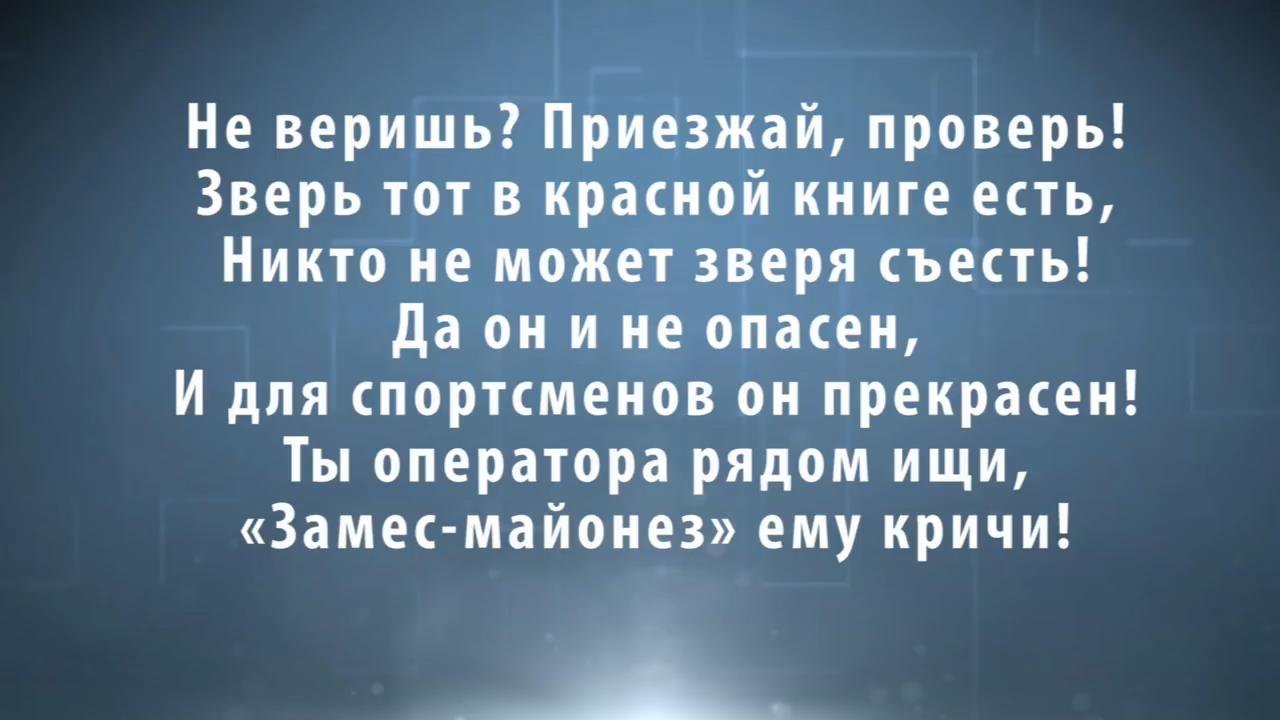 Не веришь? Приезжай, проверь!
Зверь тот в красной книге есть,
Никто не может зверя съесть!
Да он и не опасен,
И для спортсменов он прекрасен!
Ты оператора рядом ищи,
«Замес-майонез» ему кричи!